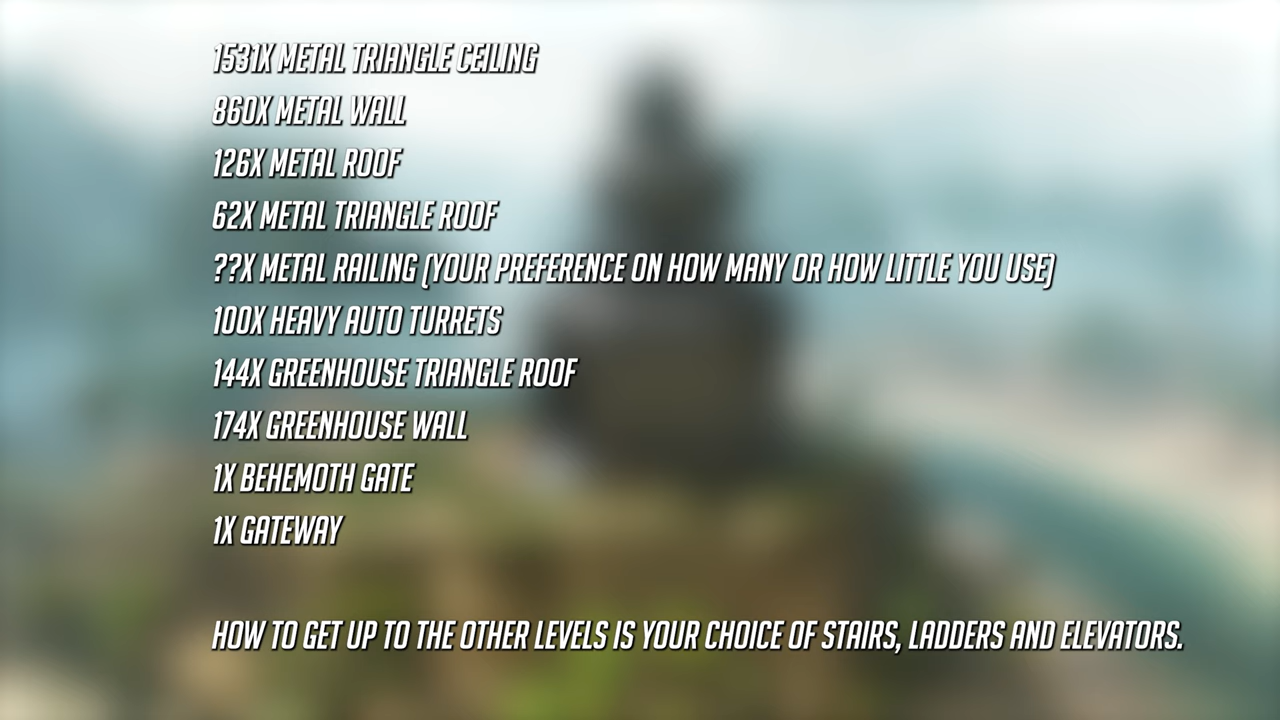 1531X METAL TRIANGLE CEILING
860X METAL WALL
126X METAL ROOF
62X METAL TRIANGLE ROOF
??X METAL RAILING (YOUR PREFERENCE ON HOW MANY OR HOW LITTLE YOU USE)
100X HEAVY AUTO TURRETS
144X GREENHOUSE TRIANGLE ROOF
174X GREENHOUSE WALL
1X BEHEMOTH GATE
1X GATEWAY
HOW TO GET UP TO THE OTHER LEVELS IS YOUR CHOICE OF STAIRS, LADDERS AND ELEVATORS.